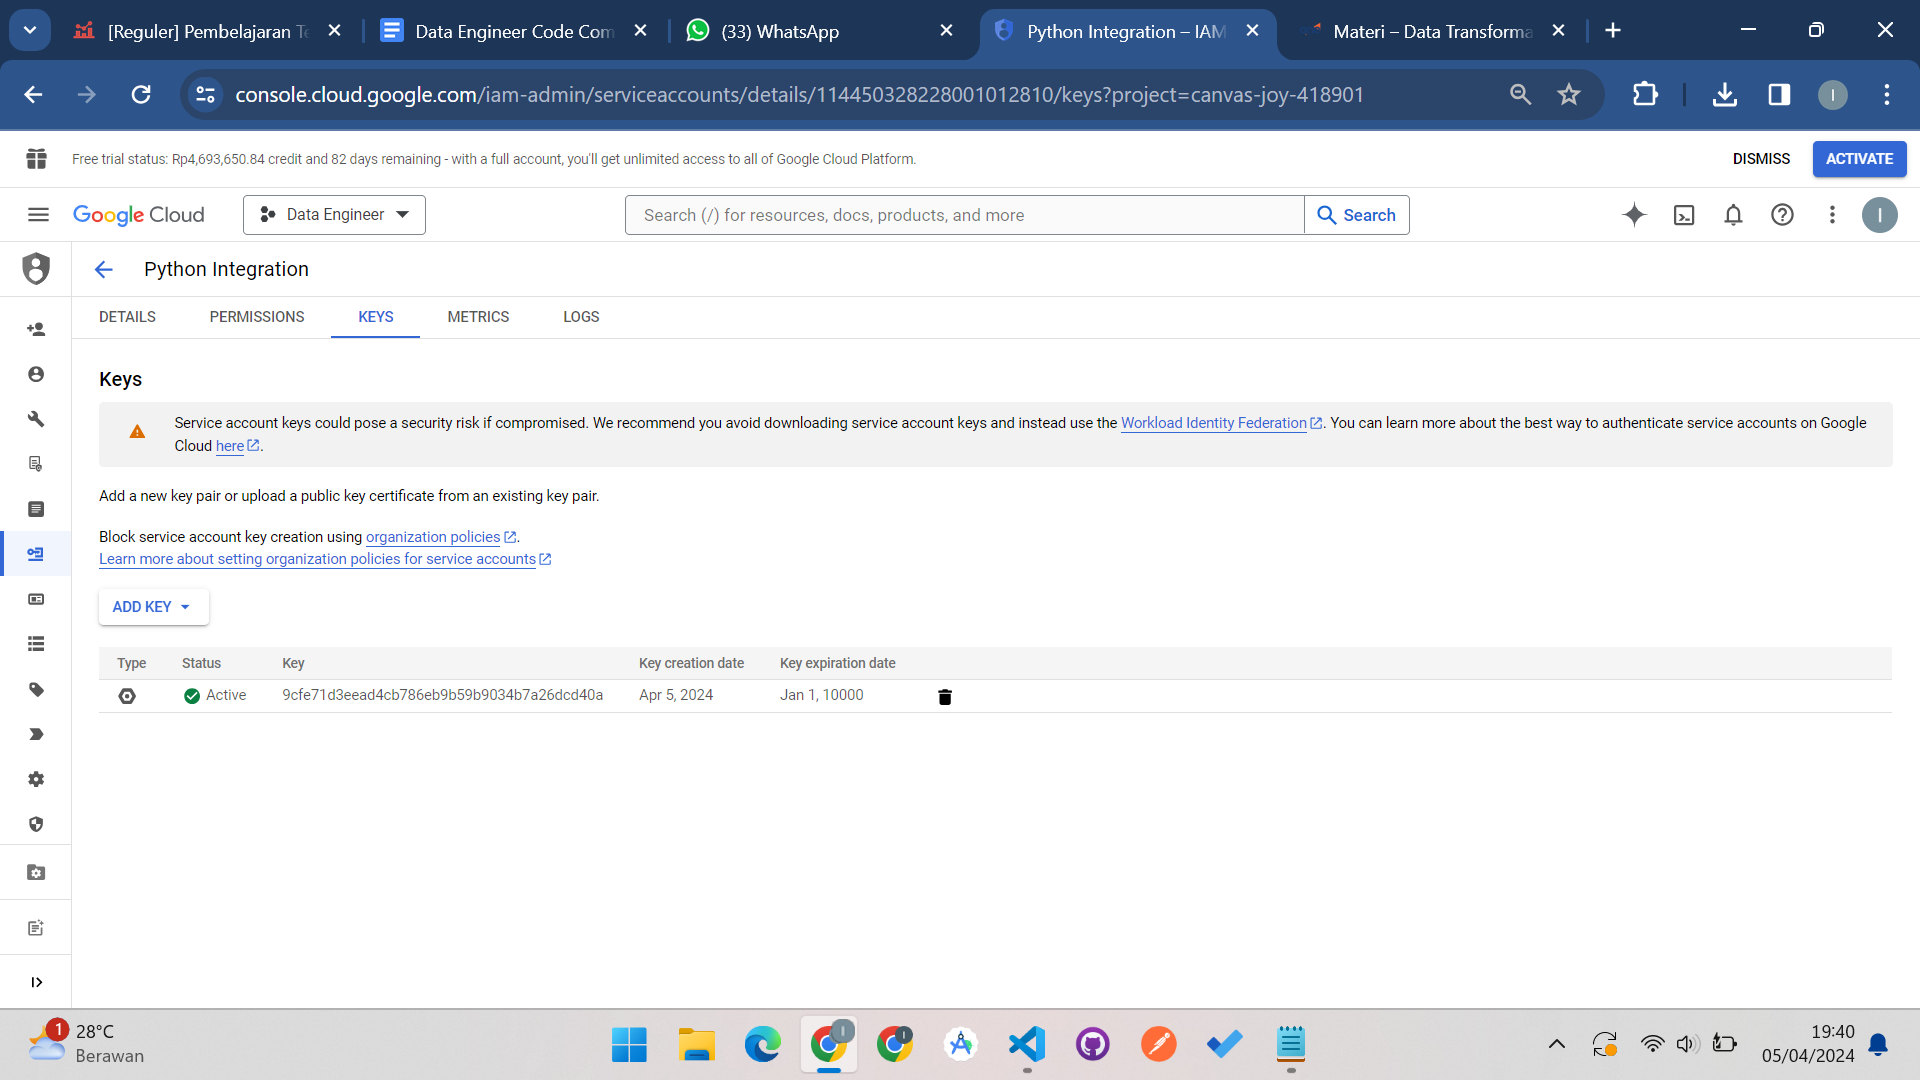 [Reguler] Pembelajaran Te
Data Engineer Code Com
(33) WhatsApp
Python Integration – IAM
Materi – Data Transforma
console.cloud.google.com/iam-admin/serviceaccounts/details/114450328228001012810/keys?project=canvas-joy-418901
I
Free trial status: Rp4,693,650.84 credit and 82 days remaining - with a full account, you'll get unlimited access to all of Google Cloud Platform.
DISMISS
ACTIVATE
Google Cloud
Data Engineer
Search (/) for resources, docs, products, and more
Search
I
Python Integration
DETAILS
PERMISSIONS
KEYS
METRICS
LOGS
Keys
Service account keys could pose a security risk if compromised. We recommend you avoid downloading service account keys and instead use the Workload Identity Federation. You can learn more about the best way to authenticate service accounts on Google
Cloud here.
Add a new key pair or upload a public key certificate from an existing key pair.
Block service account key creation using organization policies.
Learn more about setting organization policies for service accounts
ADD KEY
Type Status Key Key creation date Key expiration date
Active 9cfe71d3eead4cb786eb9b59b9034b7a26dcd40a Apr 5, 2024 Jan 1, 10000
1
28°C
Berawan
I
I
19:40
05/04/2024